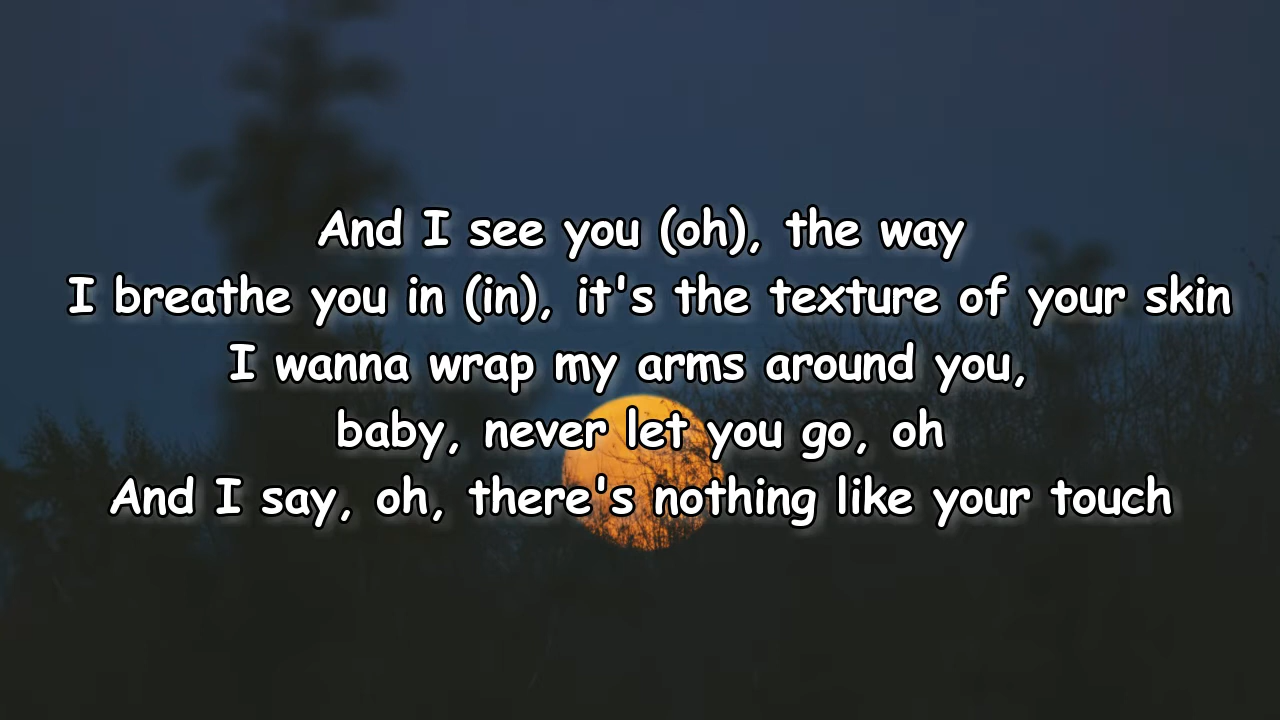 And I see you (oh), the way
I breathe you in (in), it's the texture of your skin
I wanna wrap my arms around you,
baby, never let you go, oh
And I say, oh, there's nothing like your touch